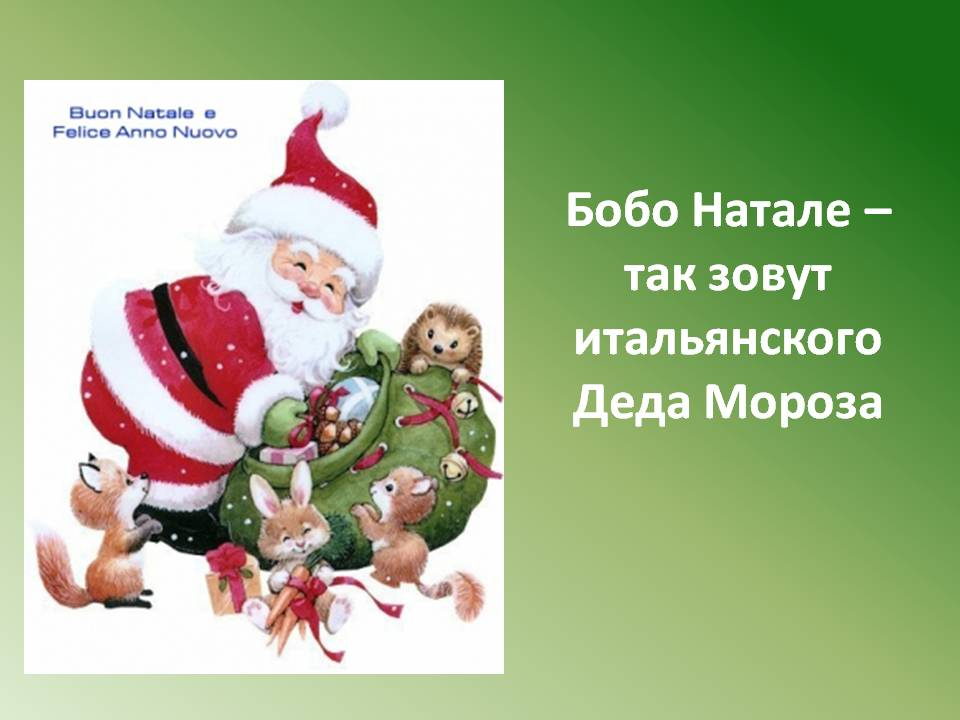 Buon Natale e
Felice Anno Nuovo
Бобо Натале –
так зовут
итальянского
Деда Мороза